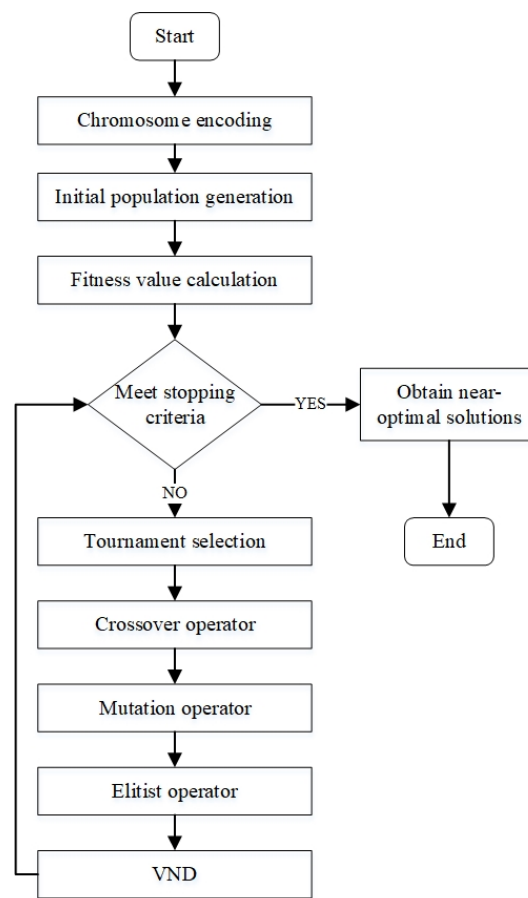 Start
Chromosome encoding
Initial population generation
Fitness value calculation
Meet stopping
criteria
YES
Obtain near-
optimal solutions
NO
End
Tournament selection
Crossover operator
Mutation operator
Elitist operator
VND